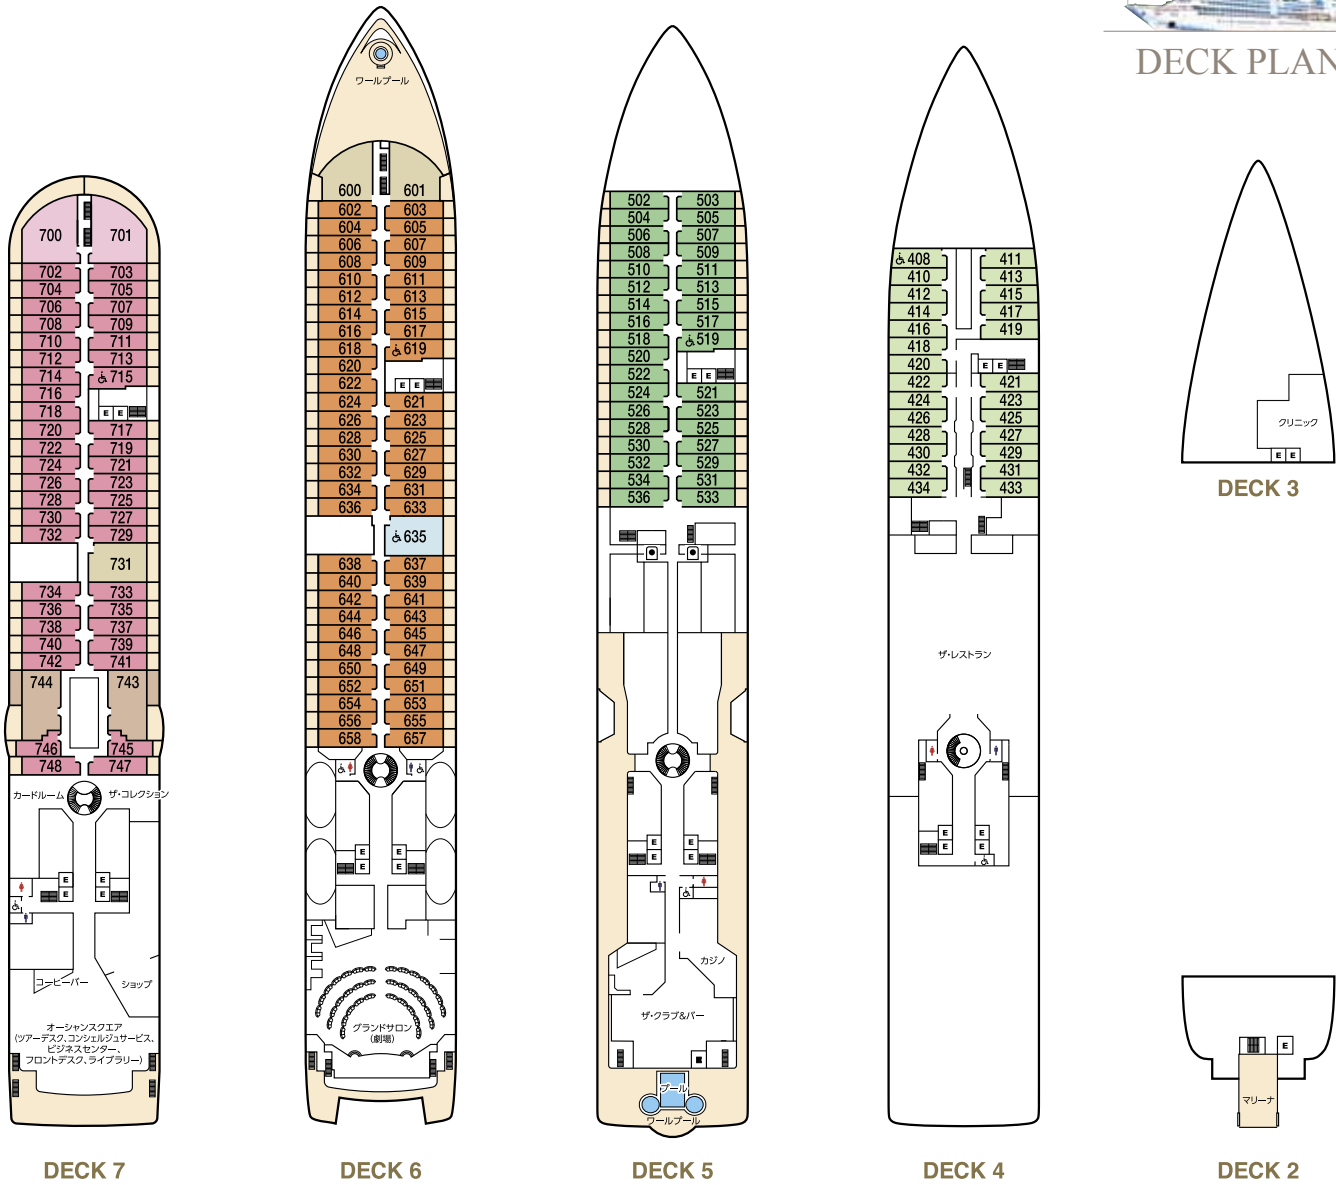 DECK PLAN
700 701
702 703
704 705
706 707
708 709
710 711
712 713
714 715
716
718 E E
720 717
722 719
724 721
726 723
728 725
730 727
732 729
731
734 733
736 735
738 737
740 739
742 741
744 743
746 745
748 747
カードルーム ザ・コレクション
E E
E E
コーヒーバー ショップ
オーシャンスクエア
(ツアーデスク、コンシェルジュサービス、
ビジネスセンター、
フロントデスク、ライブラリー)
DECK 7
ワールプール
600 601
602 603
604 605
606 607
608 609
610 611
612 613
614 615
616 617
618 619
620
622 E E
624 621
626 623
628 625
630 627
632 629
634 631
636 633
635
638 637
640 639
642 641
644 643
646 645
648 647
650 649
652 651
654 653
656 655
658 657
E E
E E
グランドサロン
(劇場)
DECK 6
502 503
504 505
506 507
508 509
510 511
512 513
514 515
516 517
518 519
520
522 E E
524 521
526 523
528 525
530 527
532 529
534 531
536 533
E E
E E
カジノ
ザ・クラブ&バー
プール
ワールプール
DECK 5
408 411
410 413
412 415
414 417
416 419
418
420 E E
422 421
424 423
426 425
428 427
430 429
432 431
434 433
ザ・レストラン
E E
E E
DECK 4
クリニック
E E
DECK 3
E
マリーナ
DECK 2